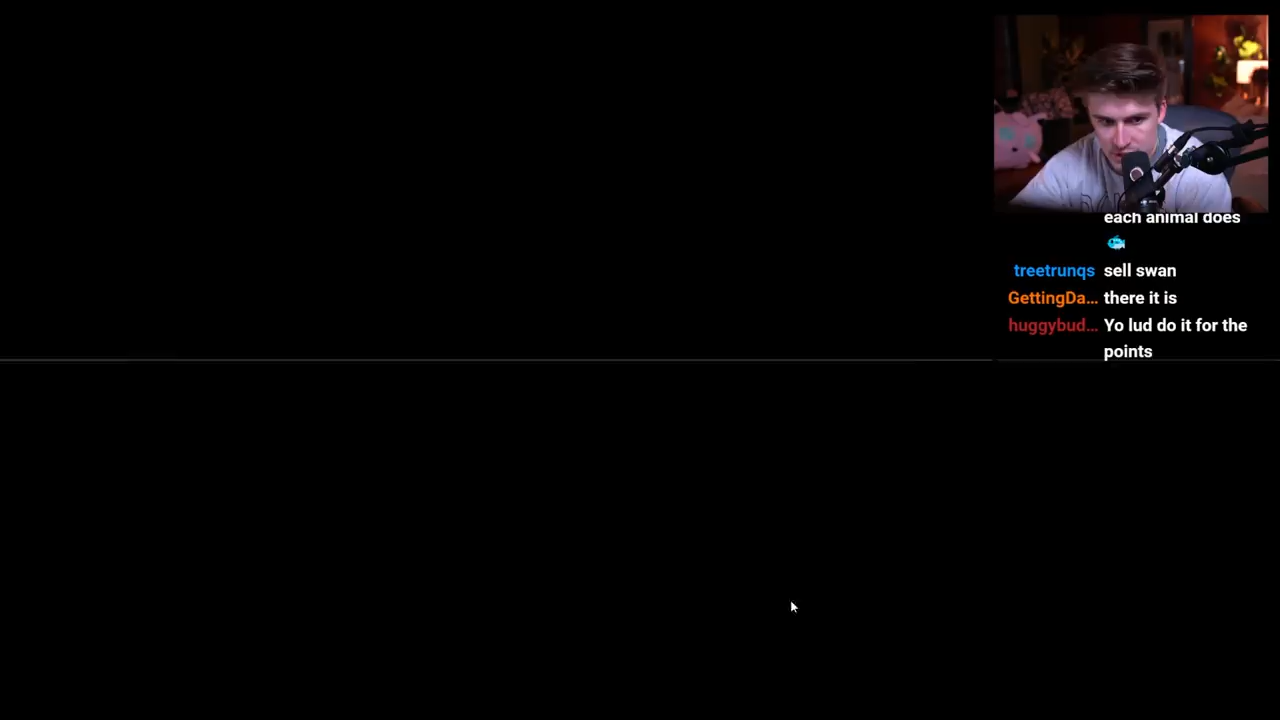 each animal does
🐟
treetrunqs sell swan
GettingDa... there it is
huggybud... Yo lud do it for the
points